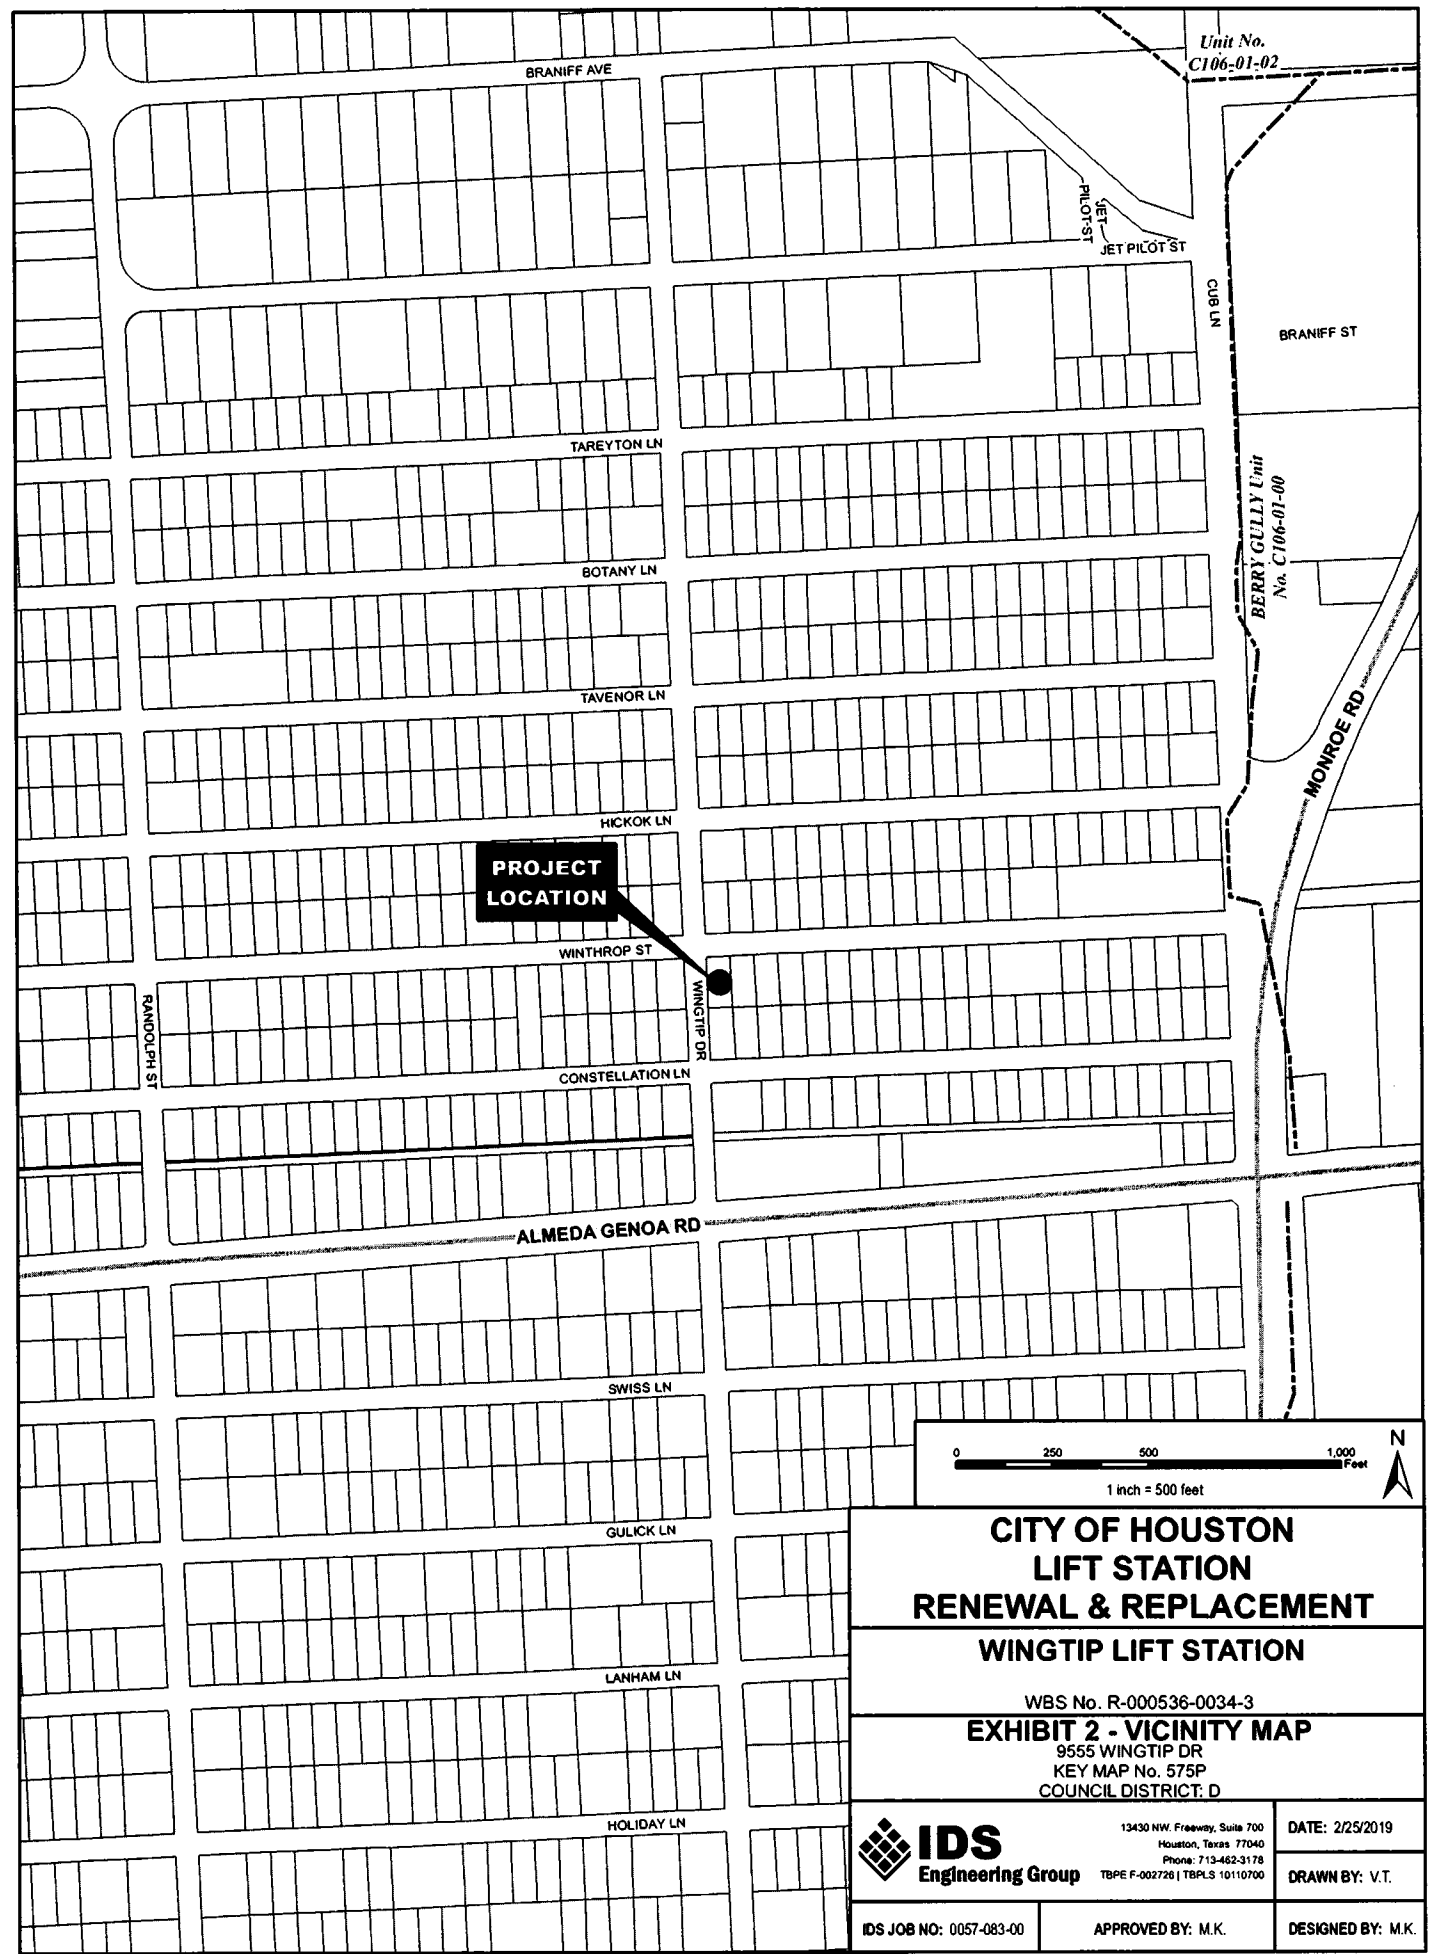 Unit No.
C106-01-02
BRANIFF AVE
JET
PILOT ST
JET PILOT ST
CUB LN
BRANIFF ST
TAREYTON LN
BERRY GULLY Unit
No. C106-01-00
BOTANY LN
TAVENOR LN
MONROE RD
HICKOK LN
PROJECT
LOCATION
WINTHROP ST
RANDOLPH ST
WINGTIP DR
CONSTELLATION LN
ALMEDA GENOA RD
SWISS LN
GULICK LN
LANHAM LN
HOLIDAY LN
0 250 500 1,000
Feet
N
1 inch = 500 feet
CITY OF HOUSTON
LIFT STATION
RENEWAL & REPLACEMENT
WINGTIP LIFT STATION
WBS No. R-000536-0034-3
EXHIBIT 2 - VICINITY MAP
9555 WINGTIP DR
KEY MAP No. 575P
COUNCIL DISTRICT: D
IDS
Engineering Group
13430 NW. Freeway, Suite 700
Houston, Texas 77040
Phone: 713-462-3178
TBPE F-002726 | TBPLS 10110700
DATE: 2/25/2019
DRAWN BY: V.T.
IDS JOB NO: 0057-083-00
APPROVED BY: M.K.
DESIGNED BY: M.K.